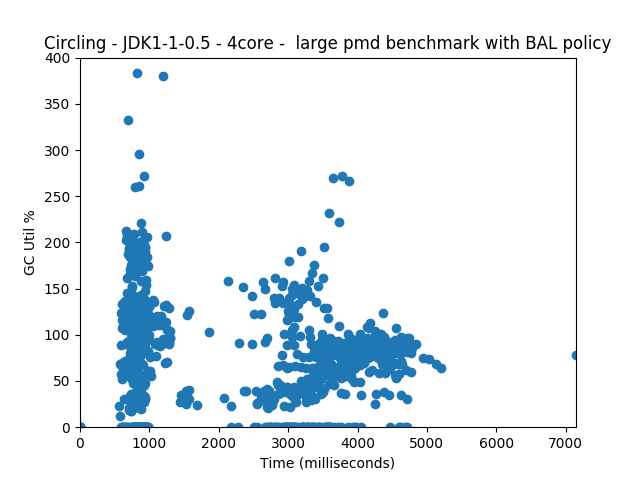 Circling - JDK1-1-0.5 - 4core -  large pmd benchmark with BAL policy
400
350
300
250
200
150
100
50
0
GC Util %
0 1000 2000 3000 4000 5000 6000 7000
Time (milliseconds)